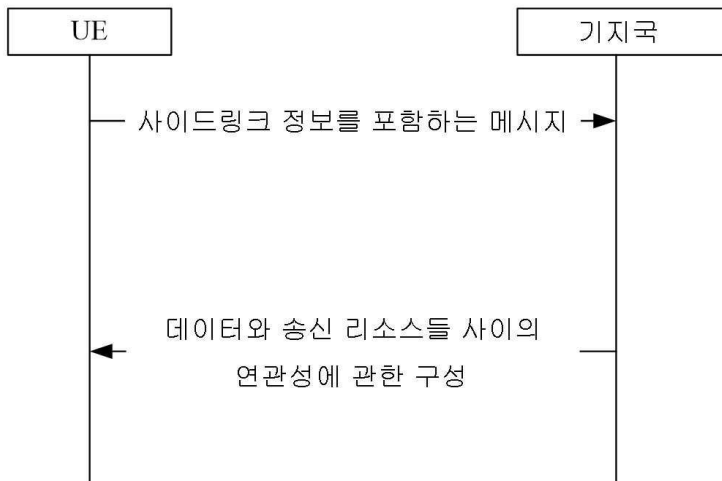 UE
기지국
사이드링크 정보를 포함하는 메시지
데이터와 송신 리소스들 사이의
연관성에 관한 구성